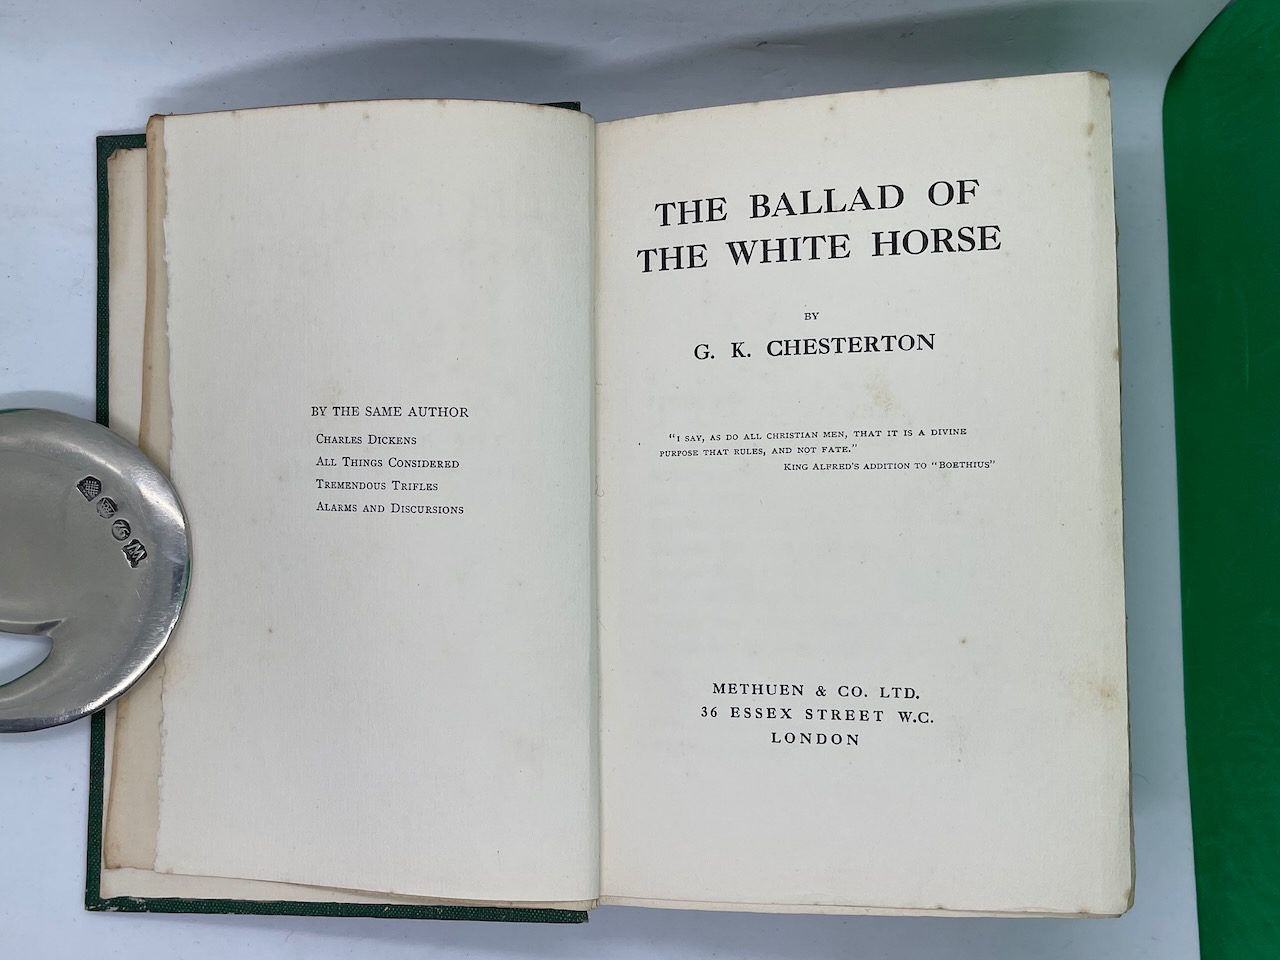 BY THE SAME AUTHOR
CHARLES DICKENS
ALL THINGS CONSIDERED
TREMENDOUS TRIFLES
ALARMS AND DISCURSIONS
THE BALLAD OF
THE WHITE HORSE
BY
G. K. CHESTERTON
"I SAY, AS DO ALL CHRISTIAN MEN, THAT IT IS A DIVINE
PURPOSE THAT RULES, AND NOT FATE."
KING ALFRED'S ADDITION TO "BOETHIUS"
METHUEN & CO. LTD.
36 ESSEX STREET W.C.
LONDON